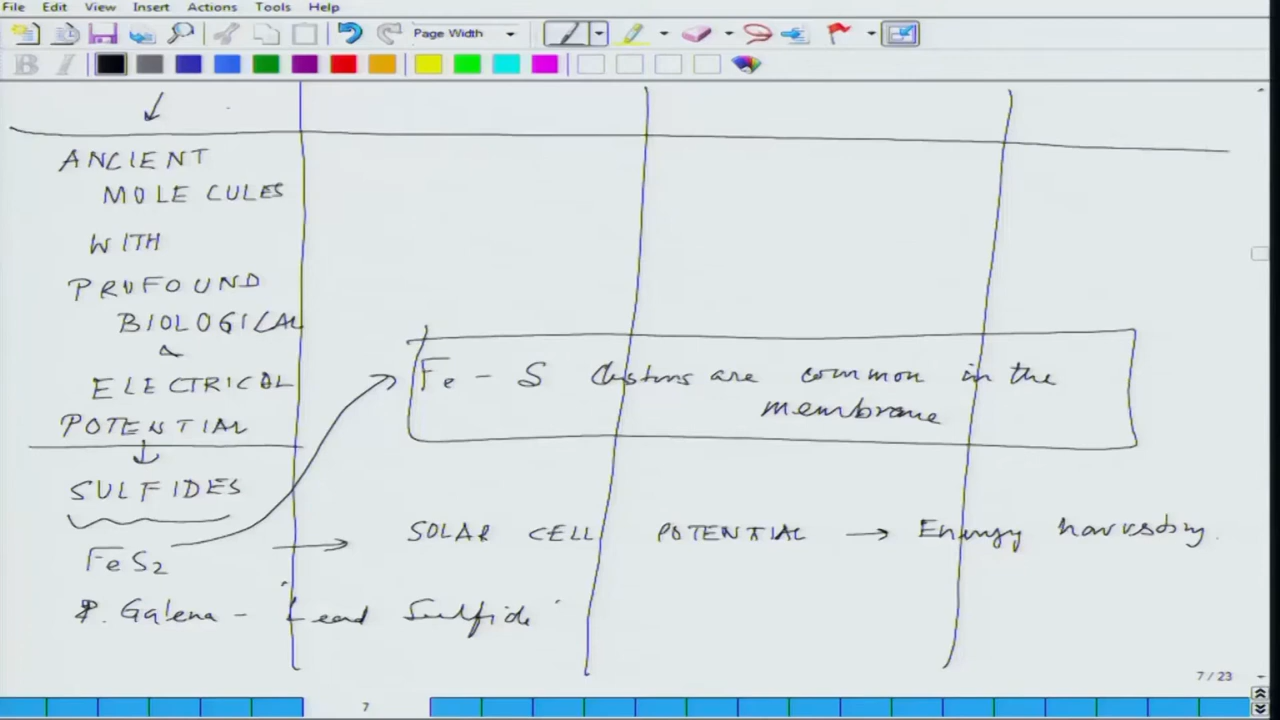 File Edit View Insert Actions Tools Help
Page Width
B I
ANCIENT
MOLECULES
WITH
PROFOUND
BIOLOGICAL
&
ELECTRICAL
POTENTIAL
Fe - S Clusters are common in the
membrane
SULFIDES
FeS2
SOLAR CELL POTENTIAL → Energy harvesting.
Galena - "Lead Sulfide"
7 / 23
7